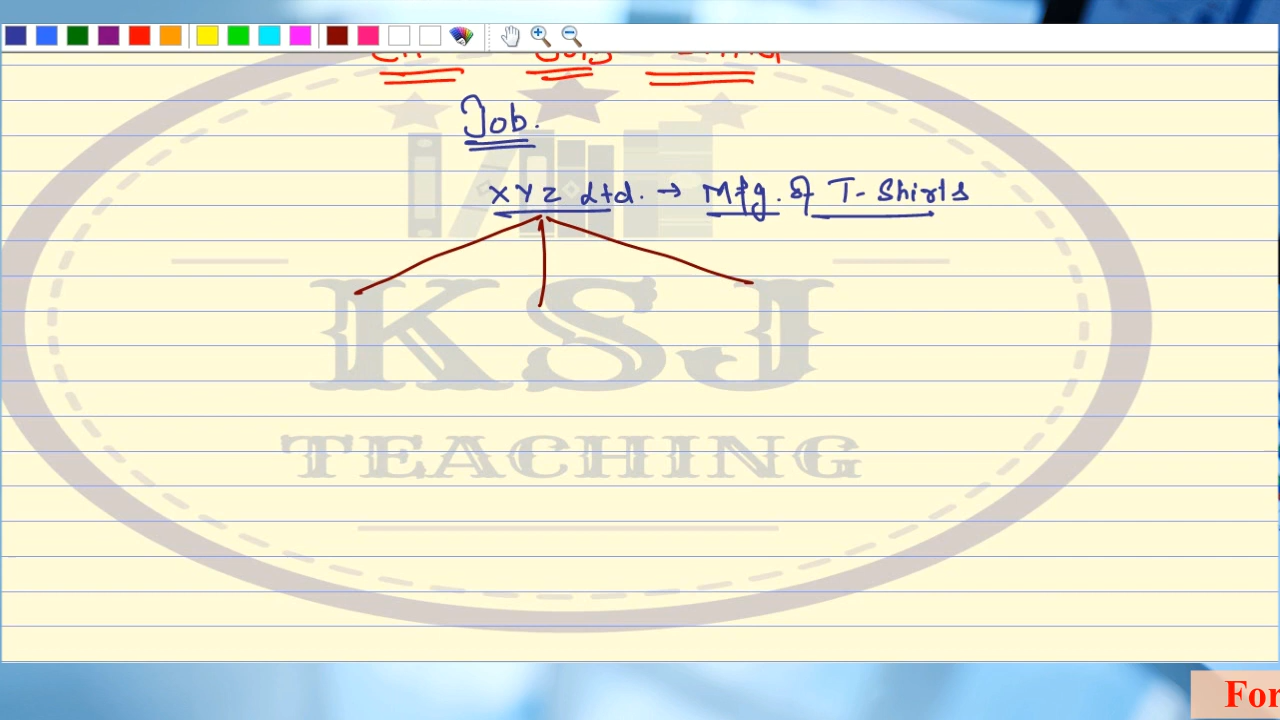 Job.
XYZ Ltd. → Mfg. of T-Shirts
KSJ
TEACHING
For